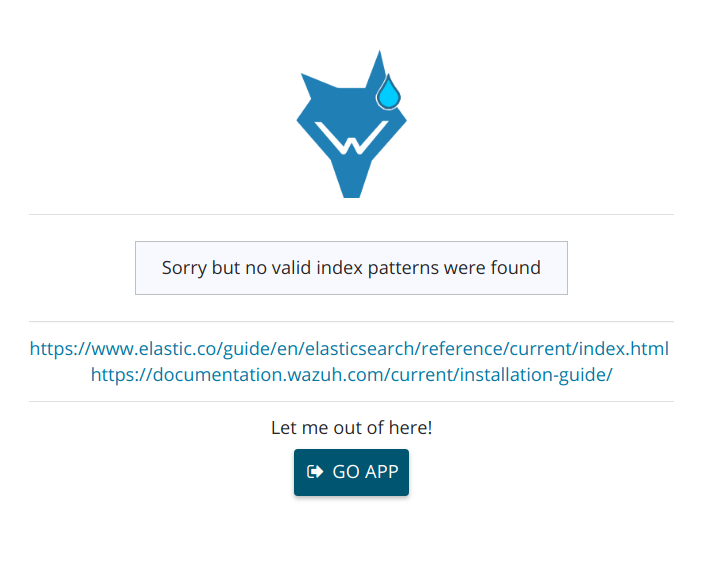 W
Sorry but no valid index patterns were found
https://www.elastic.co/guide/en/elasticsearch/reference/current/index.html
https://documentation.wazuh.com/current/installation-guide/
Let me out of here!
GO APP